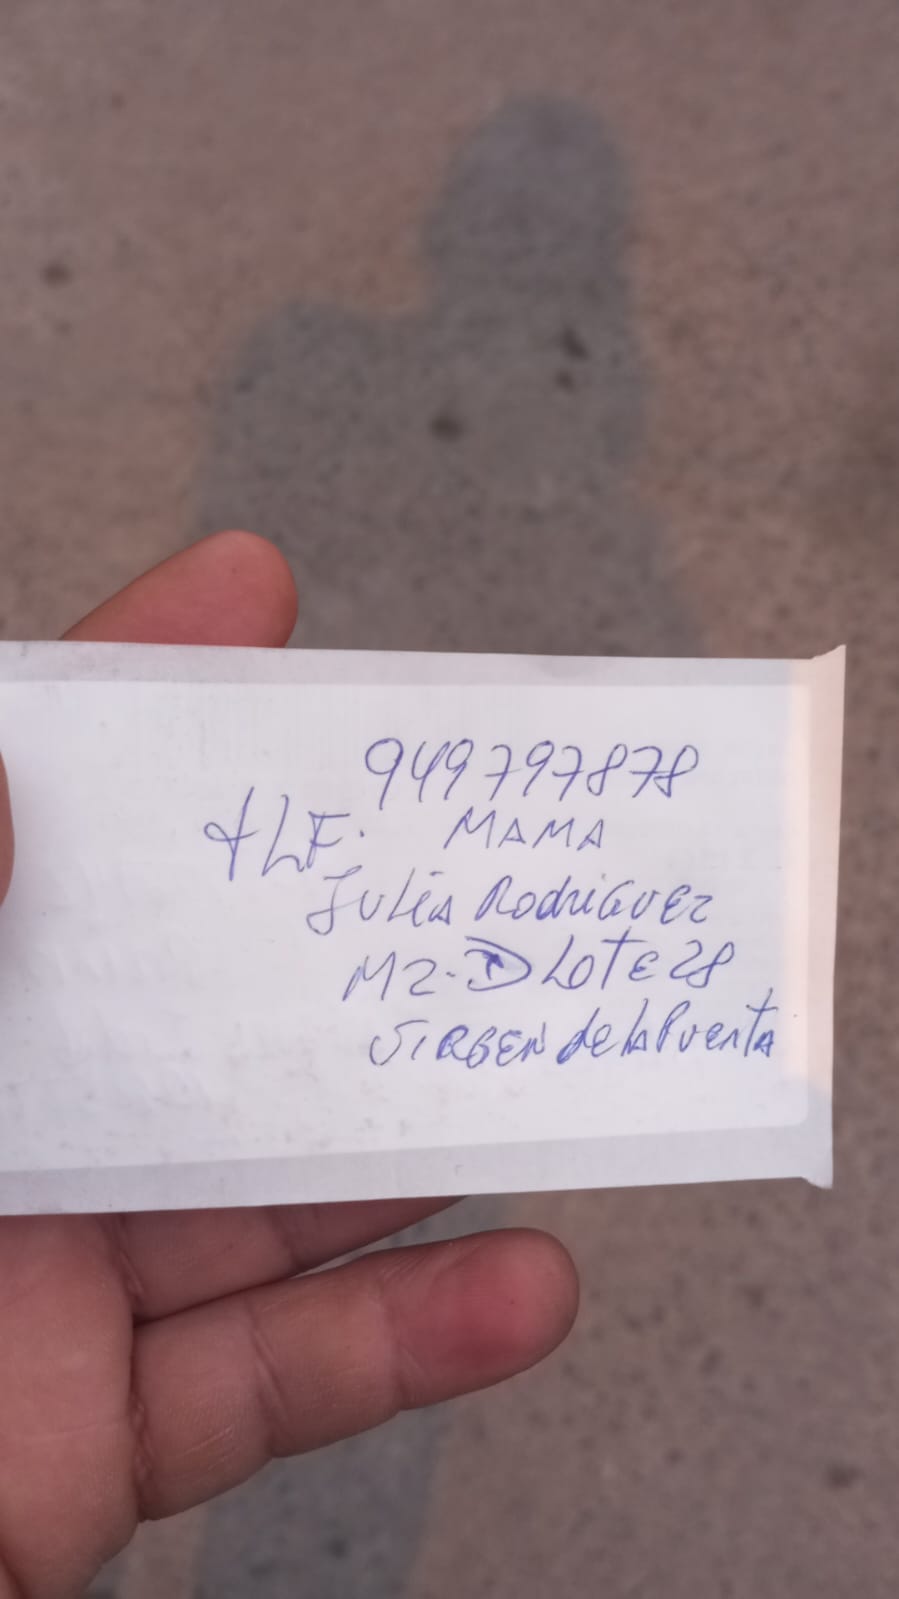 949797878
TLF. MAMA
Julia Rodriguez
MZ-D LOTE 28
VIRGEN de la Puerta